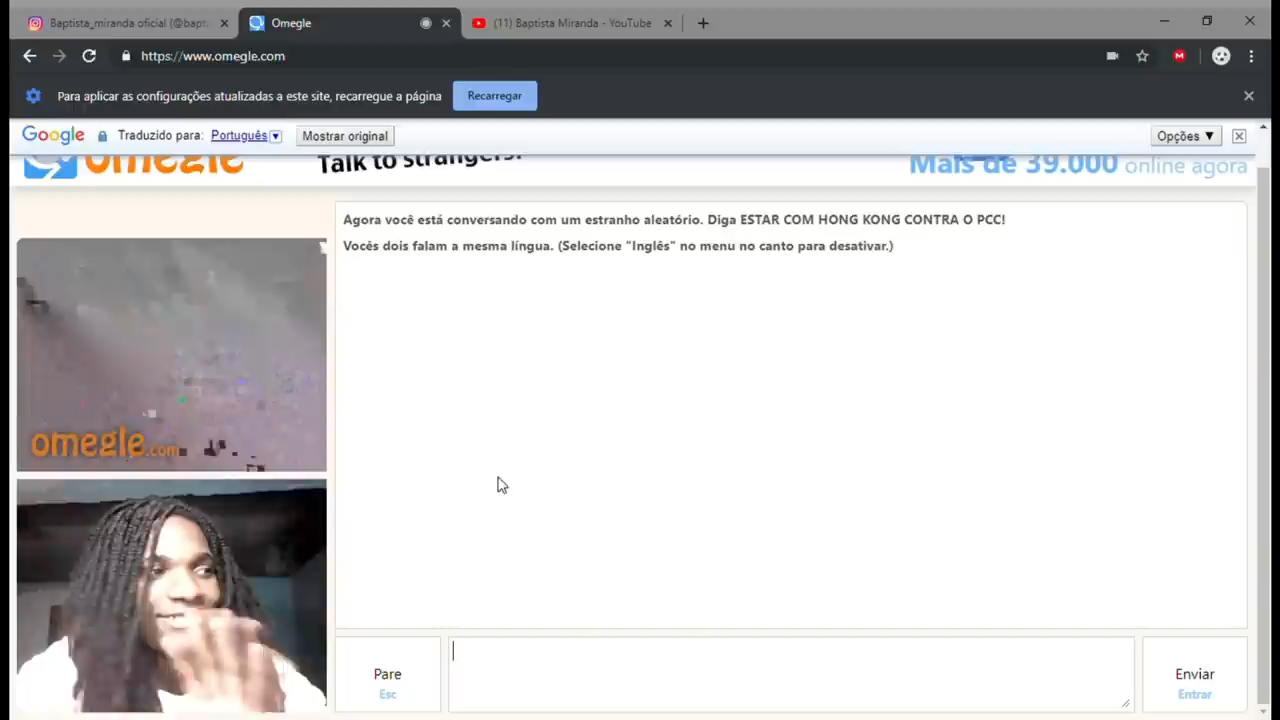 Baptista_miranda oficial (@bapt
Omegle
(11) Baptista Miranda - YouTube
https://www.omegle.com
Para aplicar as configurações atualizadas a este site, recarregue a página
Recarregar
Google
Traduzido para: Português
Mostrar original
Opções ▼
omegle
Talk to strangers!
Mais de 39.000 online agora
Agora você está conversando com um estranho aleatório. Diga ESTAR COM HONG KONG CONTRA O PCC!
Vocês dois falam a mesma língua. (Selecione "Inglês" no menu no canto para desativar.)
omegle.com
Pare
Esc
Enviar
Entrar